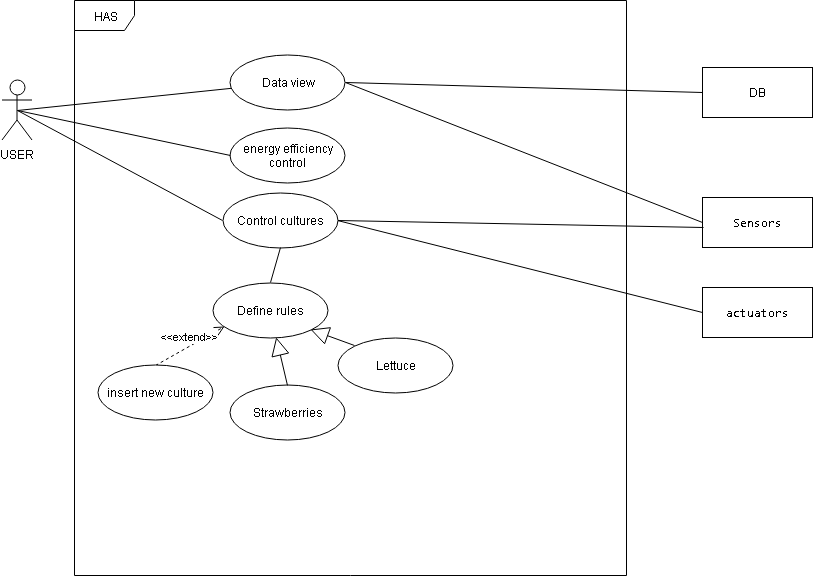 HAS
Data view
DB
USER
energy efficiency
control
Control cultures
Sensors
Define rules
actuators
<<extend>>
Lettuce
insert new culture
Strawberries